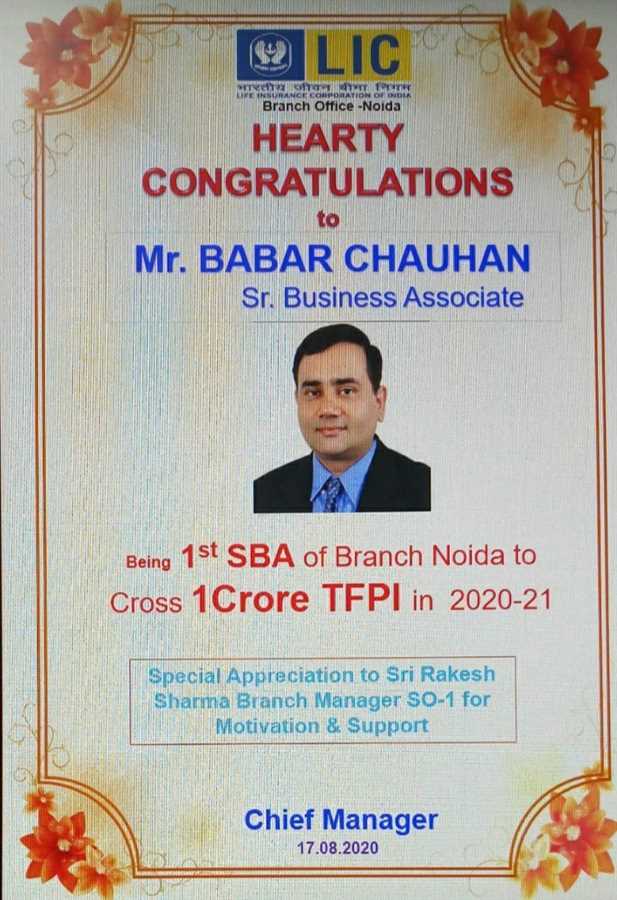 LIC
भारतीय जीवन बीमा निगम
LIFE INSURANCE CORPORATION OF INDIA
Branch Office -Noida
HEARTY
CONGRATULATIONS
to
Mr. BABAR CHAUHAN
Sr. Business Associate
Being 1st SBA of Branch Noida to
Cross 1Crore TFPI in 2020-21
Special Appreciation to Sri Rakesh
Sharma Branch Manager SO-1 for
Motivation & Support
Chief Manager
17.08.2020